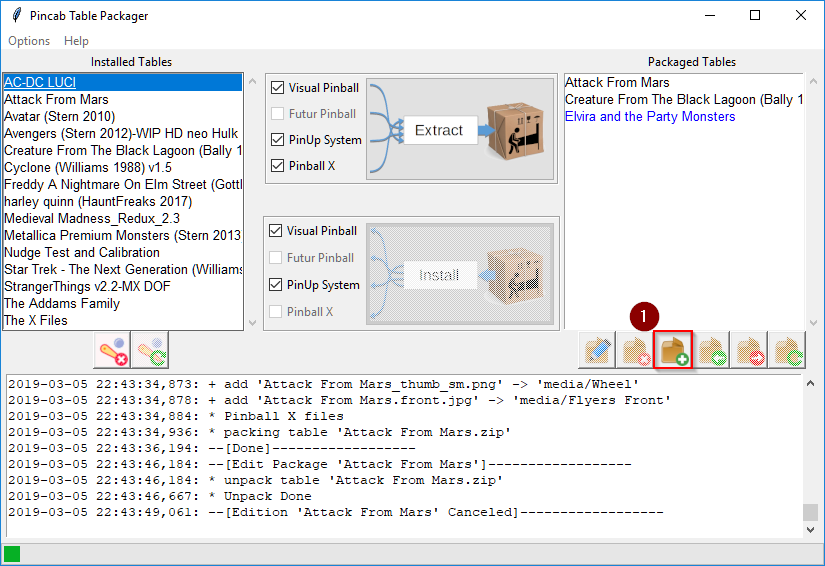 Pincab Table Packager
Options Help
Installed Tables
Packaged Tables
AC-DC LUCI
Attack From Mars
Avatar (Stern 2010)
Avengers (Stern 2012)-WIP HD neo Hulk
Creature From The Black Lagoon (Bally 1
Cyclone (Williams 1988) v1.5
Freddy A Nightmare On Elm Street (Gottl
harley quinn (HauntFreaks 2017)
Medieval Madness_Redux_2.3
Metallica Premium Monsters (Stern 2013
Nudge Test and Calibration
Star Trek - The Next Generation (Williams
StrangerThings v2.2-MX DOF
The Addams Family
The X Files
Visual Pinball
Futur Pinball
PinUp System
Pinball X
Extract
Visual Pinball
Futur Pinball
PinUp System
Pinball X
Install
Attack From Mars
Creature From The Black Lagoon (Bally 1
Elvira and the Party Monsters
1
2019-03-05 22:43:34,873: + add 'Attack From Mars_thumb_sm.png' -> 'media/Wheel'
2019-03-05 22:43:34,878: + add 'Attack From Mars.front.jpg' -> 'media/Flyers Front'
2019-03-05 22:43:34,884: * Pinball X files
2019-03-05 22:43:34,936: * packing table 'Attack From Mars.zip'
2019-03-05 22:43:36,194: --[Done]------------------
2019-03-05 22:43:46,184: --[Edit Package 'Attack From Mars']------------------
2019-03-05 22:43:46,184: * unpack table 'Attack From Mars.zip'
2019-03-05 22:43:46,667: * Unpack Done
2019-03-05 22:43:49,061: --[Edition 'Attack From Mars' Canceled]------------------